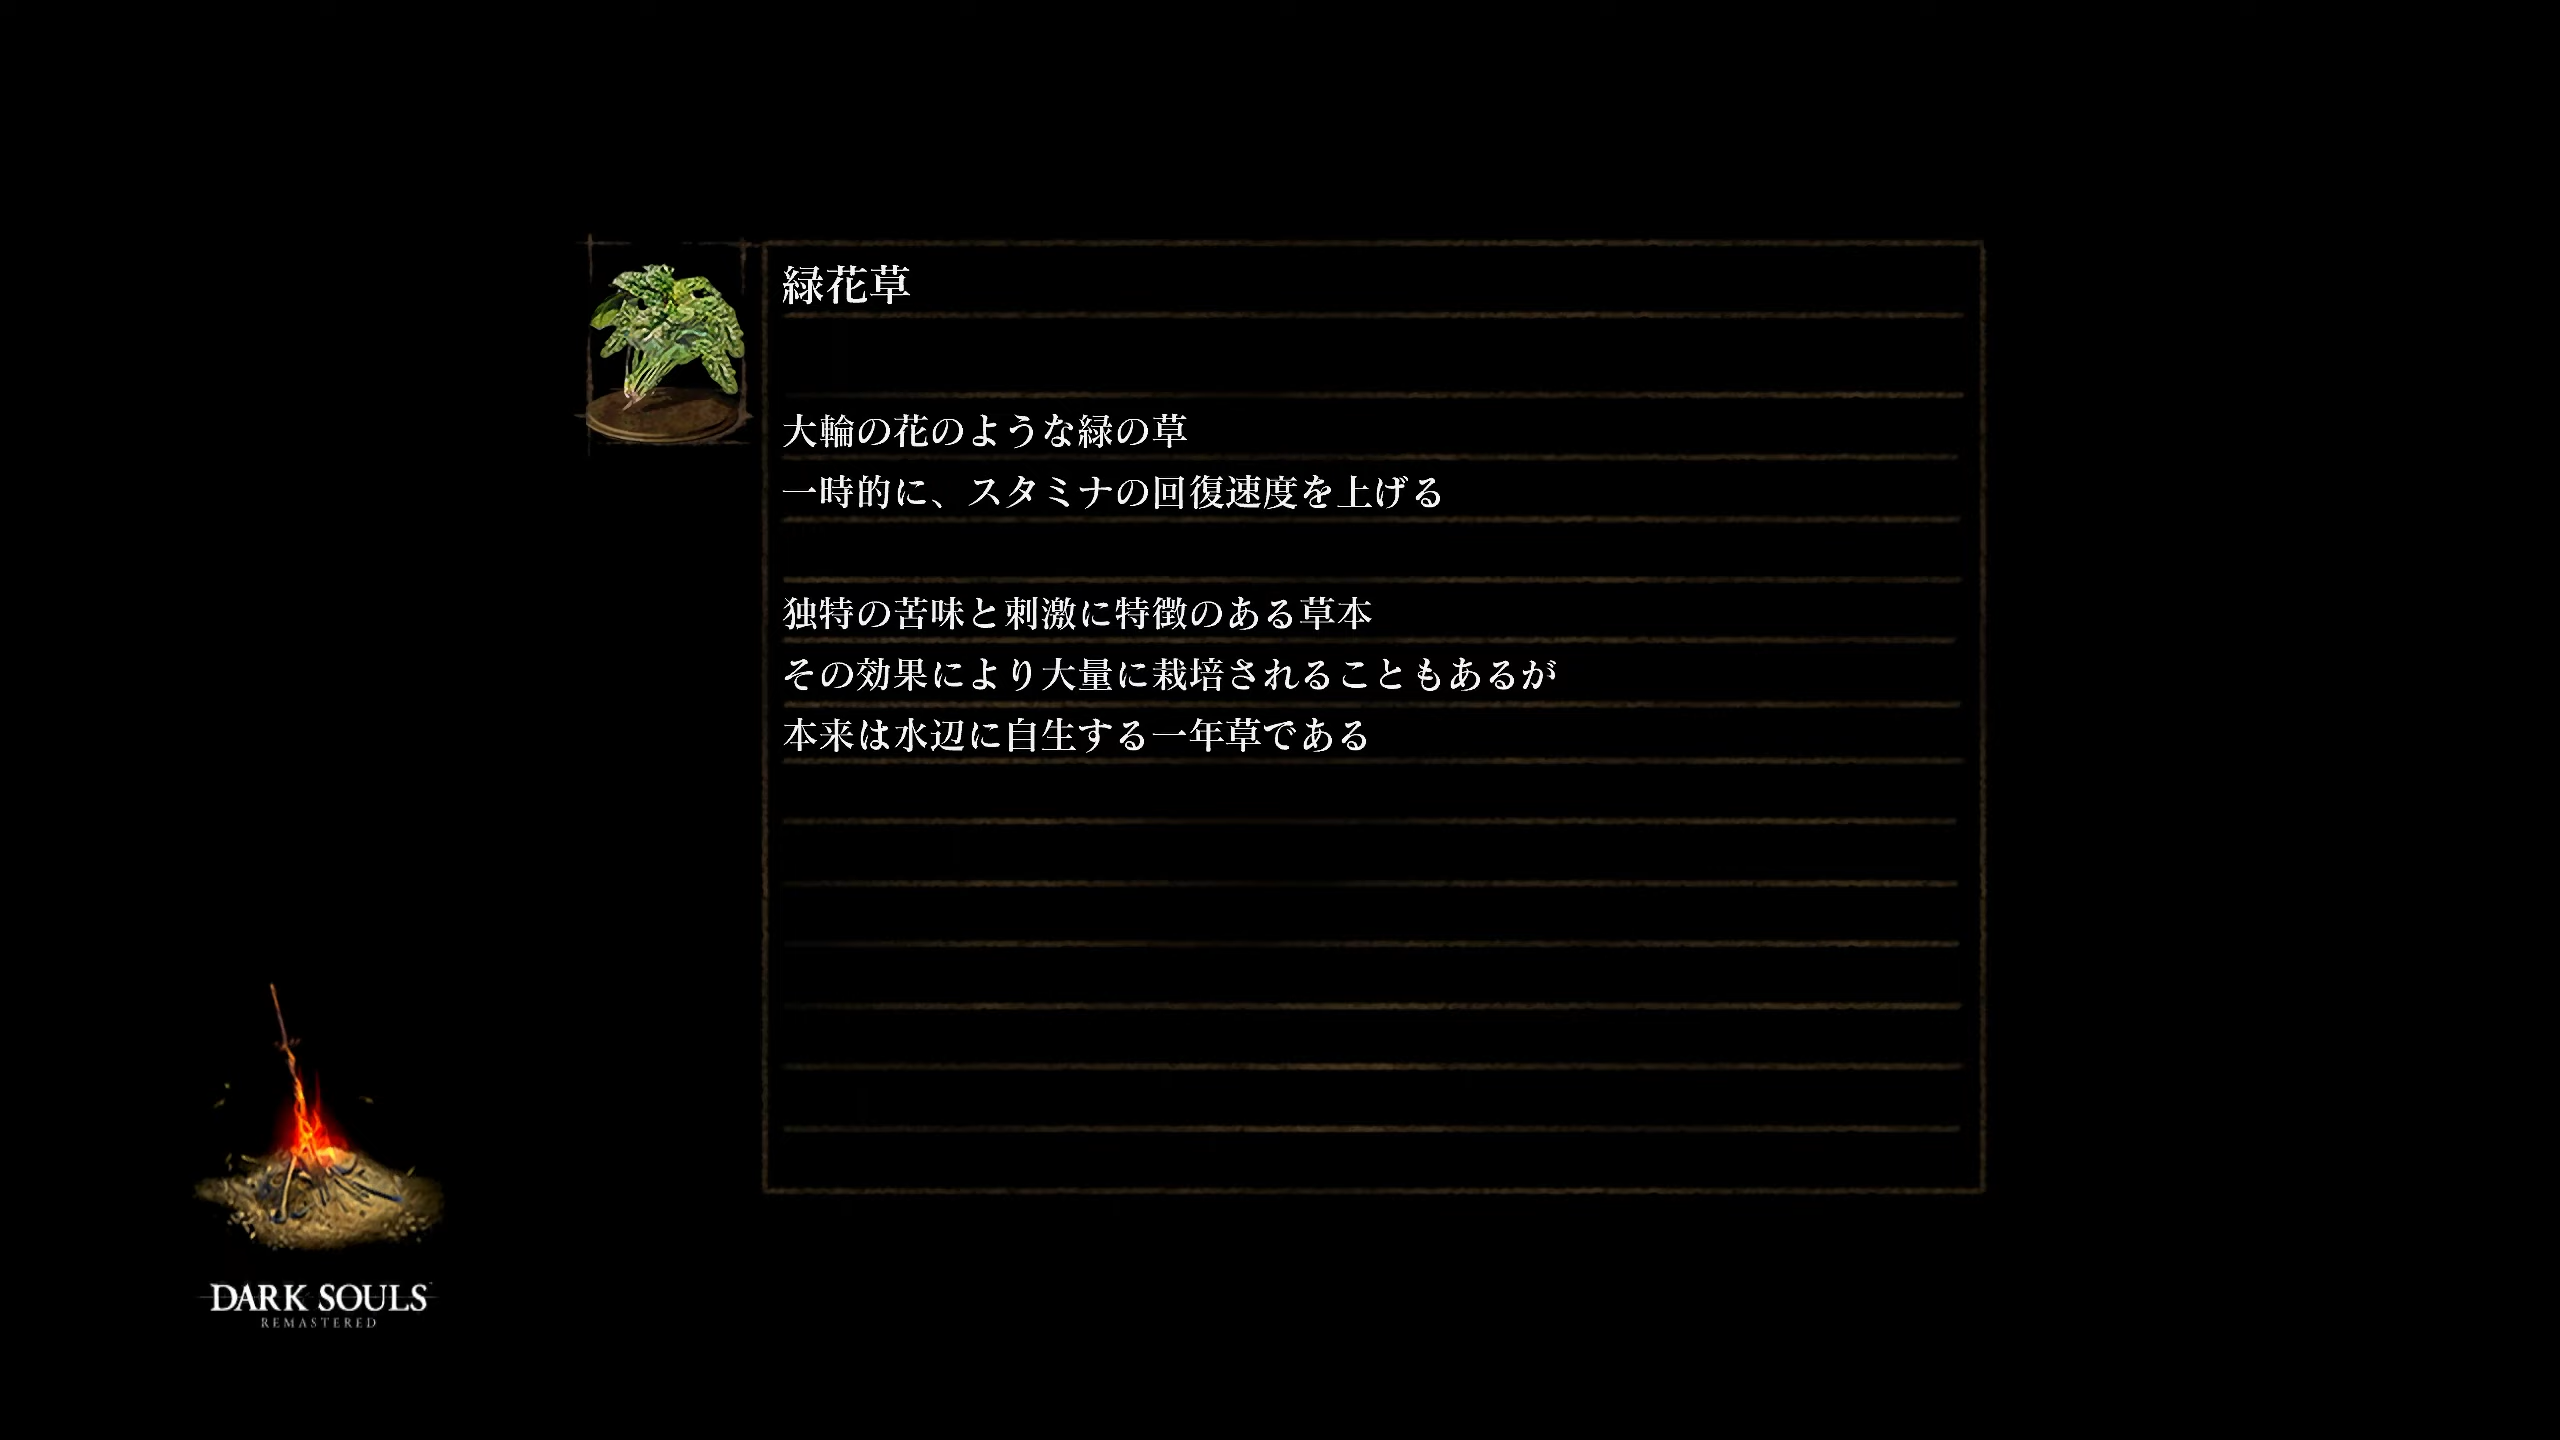 緑花草
大輪の花のような緑の草
一時的に、スタミナの回復速度を上げる
独特の苦味と刺激に特徴のある草本
その効果により大量に栽培されることもあるが
本来は水辺に自生する一年草である
DARK SOULS
REMASTERED